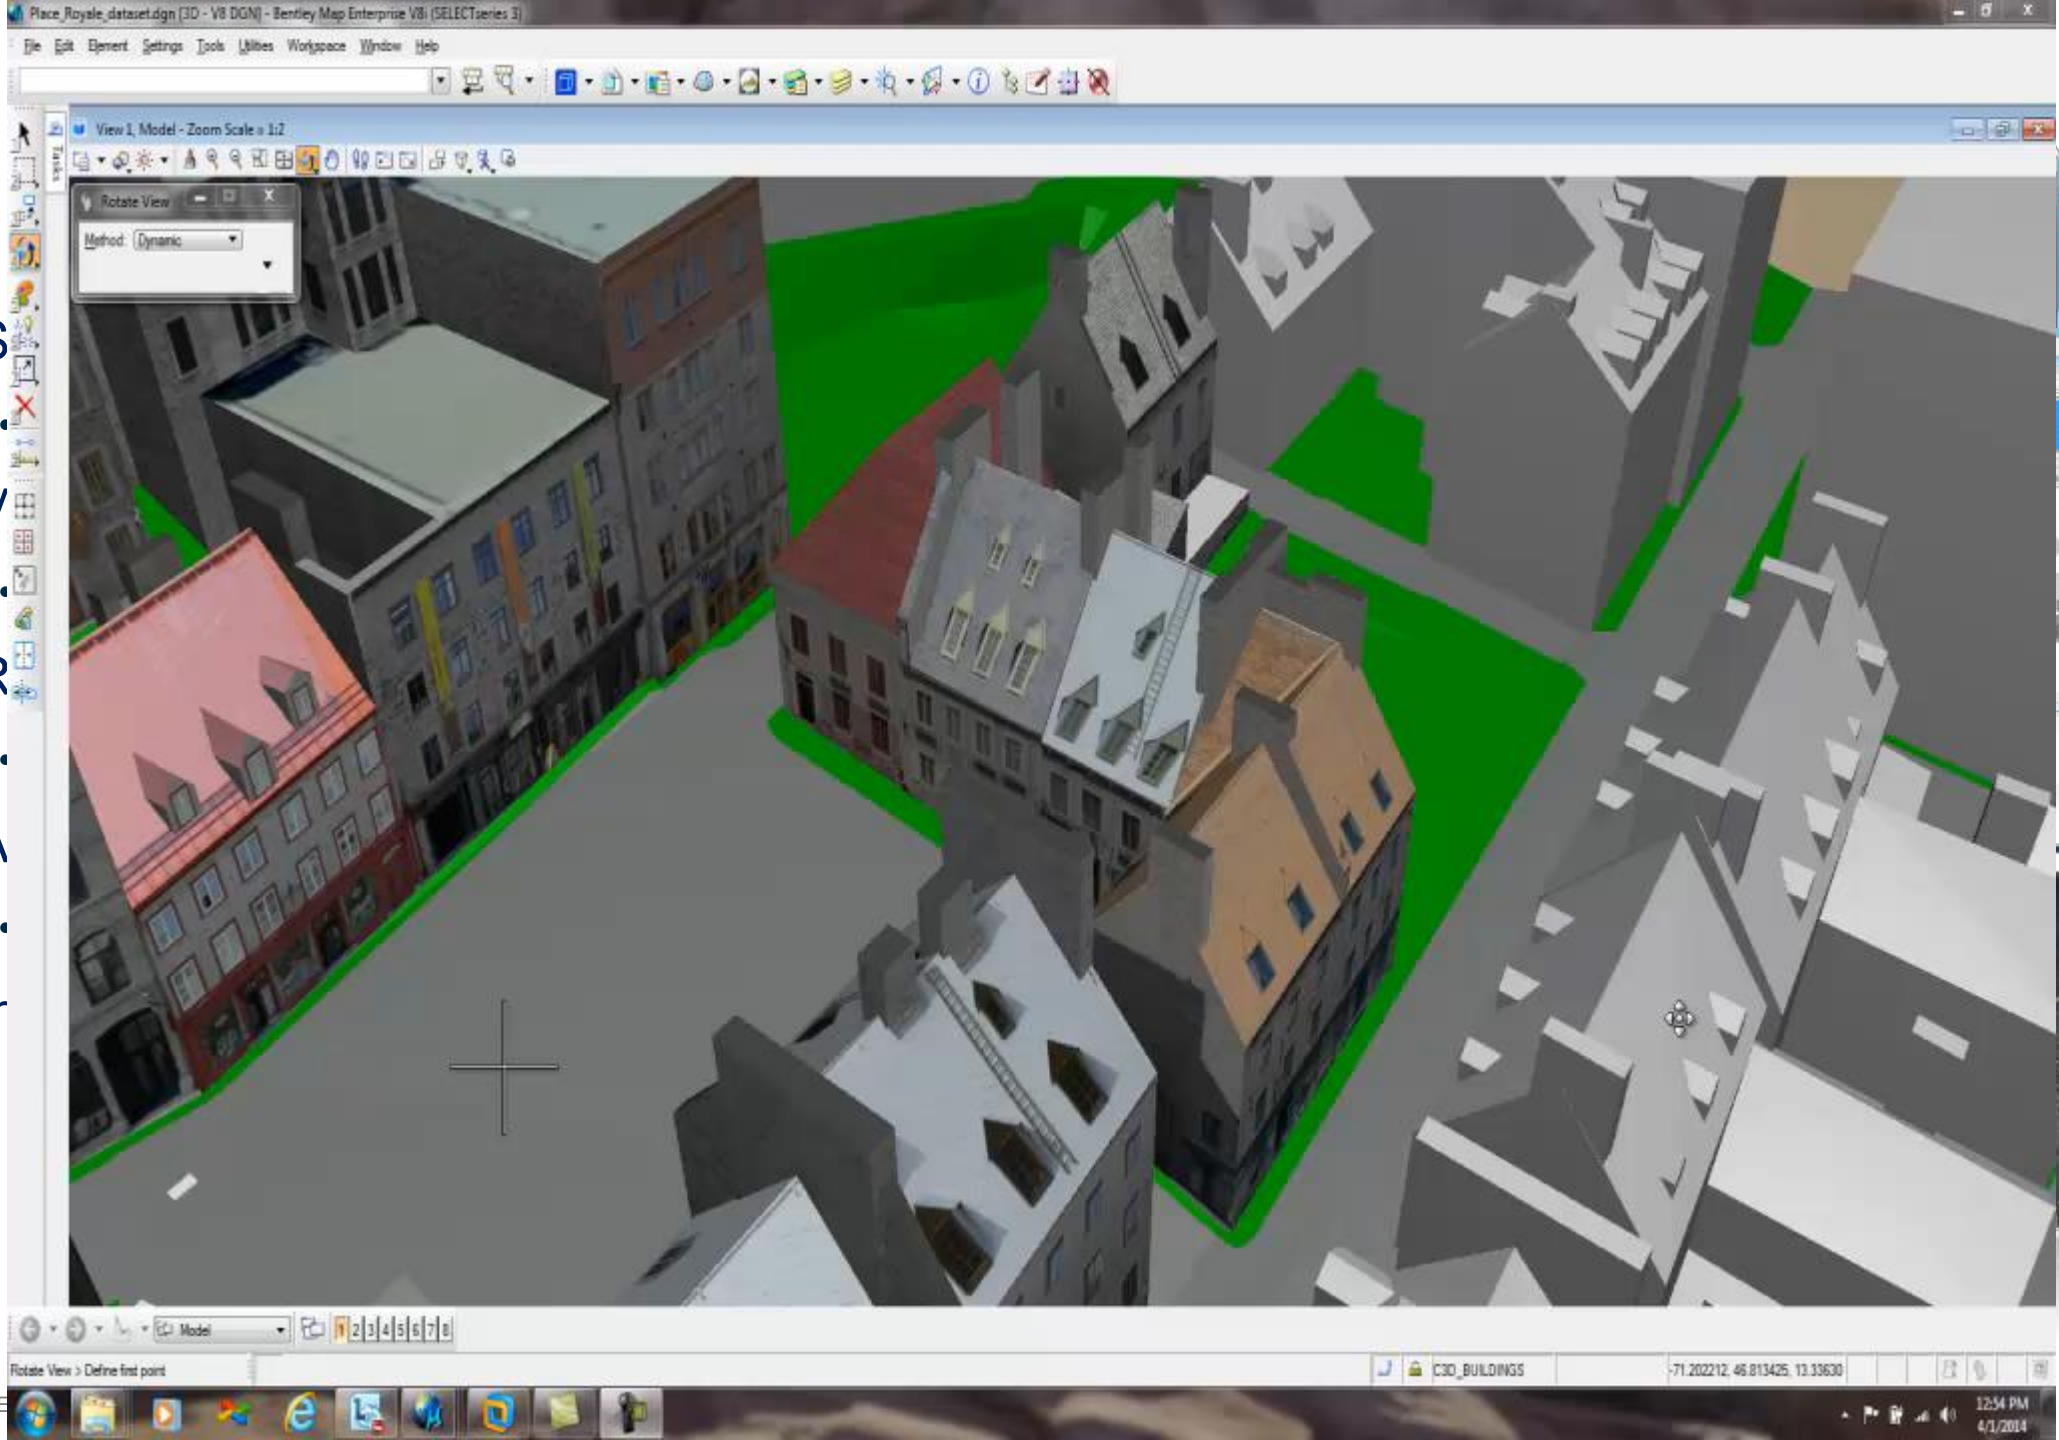 Place_Royale_dataset.dgn [3D - V8 DGN] - Bentley Map Enterprise V8i (SELECTseries 3)
File Edit Element Settings Tools Utilities Workspace Window Help
View 1, Model - Zoom Scale = 1:2
Tasks
Rotate View
Method: Dynamic
S
R
Model
1 2 3 4 5 6 7 8
Rotate View > Define first point
C3D_BUILDINGS
-71.202212, 46.813425, 13.33630
12:54 PM
4/1/2014